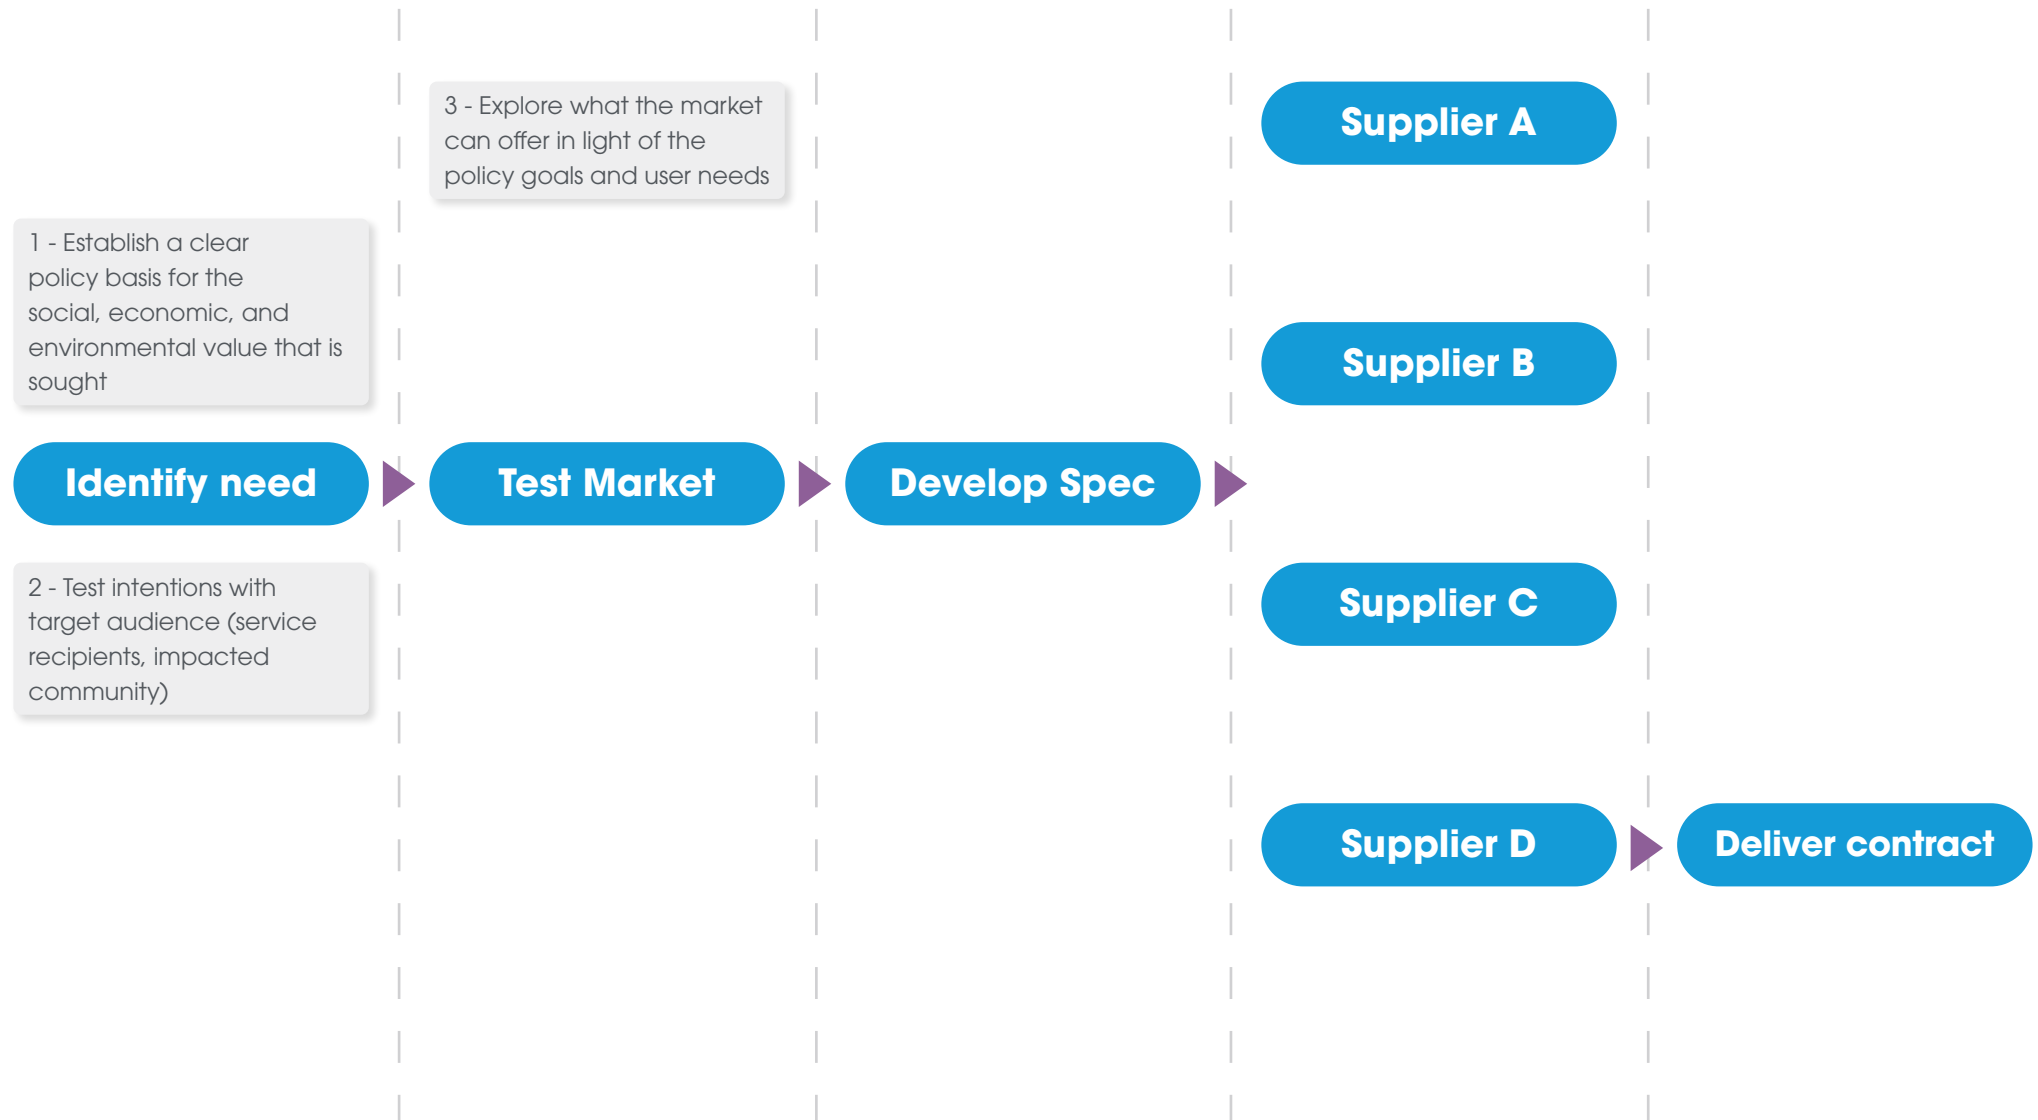 1 - Establish a clear
policy basis for the
social, economic, and
environmental value that is
sought
Identify need
2 - Test intentions with
target audience (service
recipients, impacted
community)
3 - Explore what the market
can offer in light of the
policy goals and user needs
Test Market
Develop Spec
Supplier A
Supplier B
Supplier C
Supplier D
Deliver contract